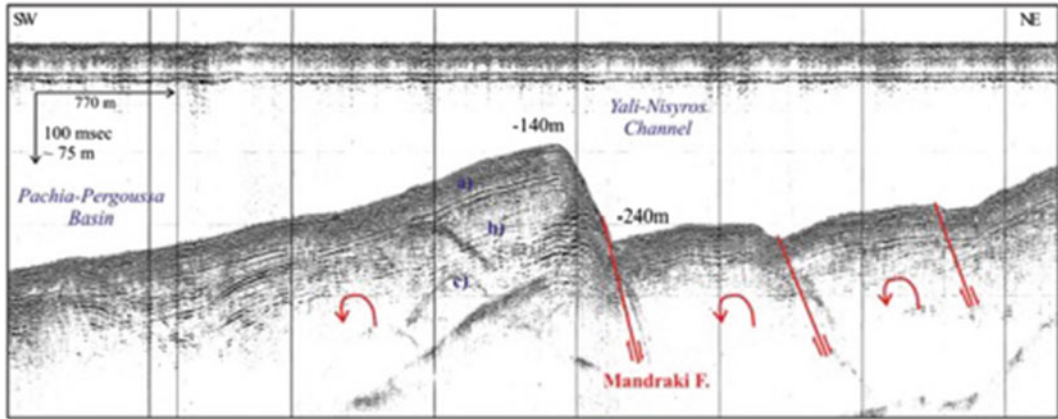 SW
NE
770 m
100 msec
~ 75 m
Yali-Nisyros
Channel
-140m
Pachia-Pergoussa
Basin
a)
-240m
b)
c)
Mandraki F.